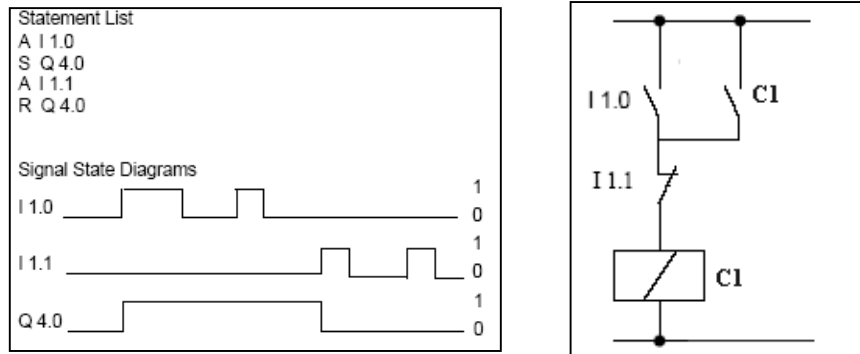 Statement List
A I 1.0
S Q 4.0
A I 1.1
R Q 4.0
Signal State Diagrams
I 1.0
1
0
I 1.1
1
0
Q 4.0
1
0
I 1.0
C1
I 1.1
C1